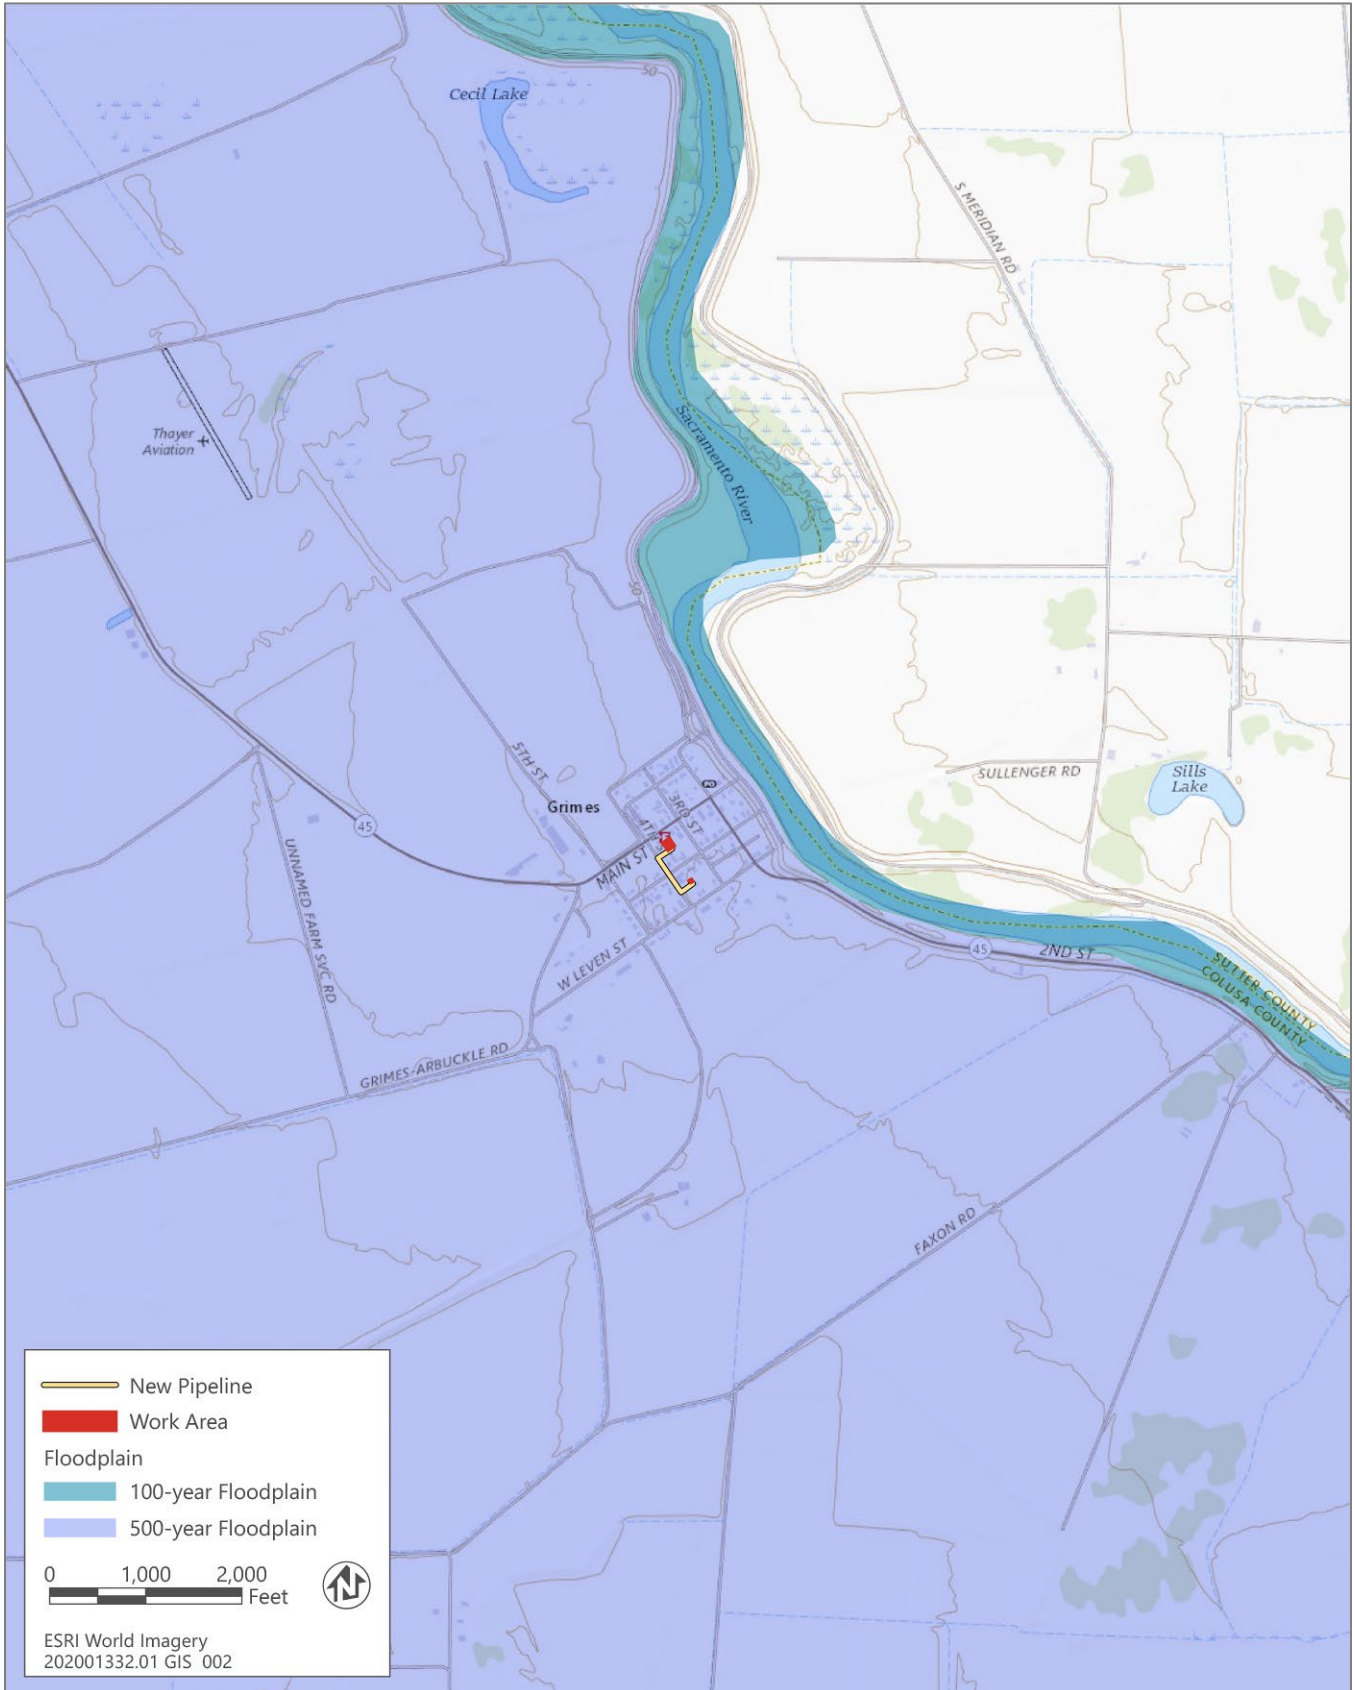 50
Cecil Lake
S MERIDIAN RD
Thayer
Aviation
Sacramento River
50
5TH ST
Grimes
PO
3RD ST
4TH
MAIN ST
SULLENGER RD
Sills
Lake
45
UNNAMED FARM SVC RD
W LEVEN ST
45
2ND ST
SUTTER COUNTY
COLUSA COUNTY
GRIMES-ARBUCKLE RD
FAXON RD
New Pipeline
Work Area
Floodplain
100-year Floodplain
500-year Floodplain
0 1,000 2,000
Feet
N
ESRI World Imagery
202001332.01 GIS 002